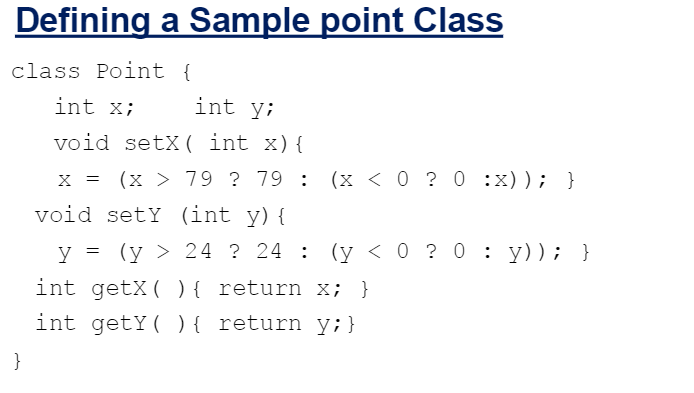 Defining a Sample point Class
class Point {
int x; int y;
void setX( int x){
x = (x > 79 ? 79 : (x < 0 ? 0 :x)); }
void setY (int y){
y = (y > 24 ? 24 : (y < 0 ? 0 : y)); }
int getX( ){ return x; }
int getY( ){ return y;}
}